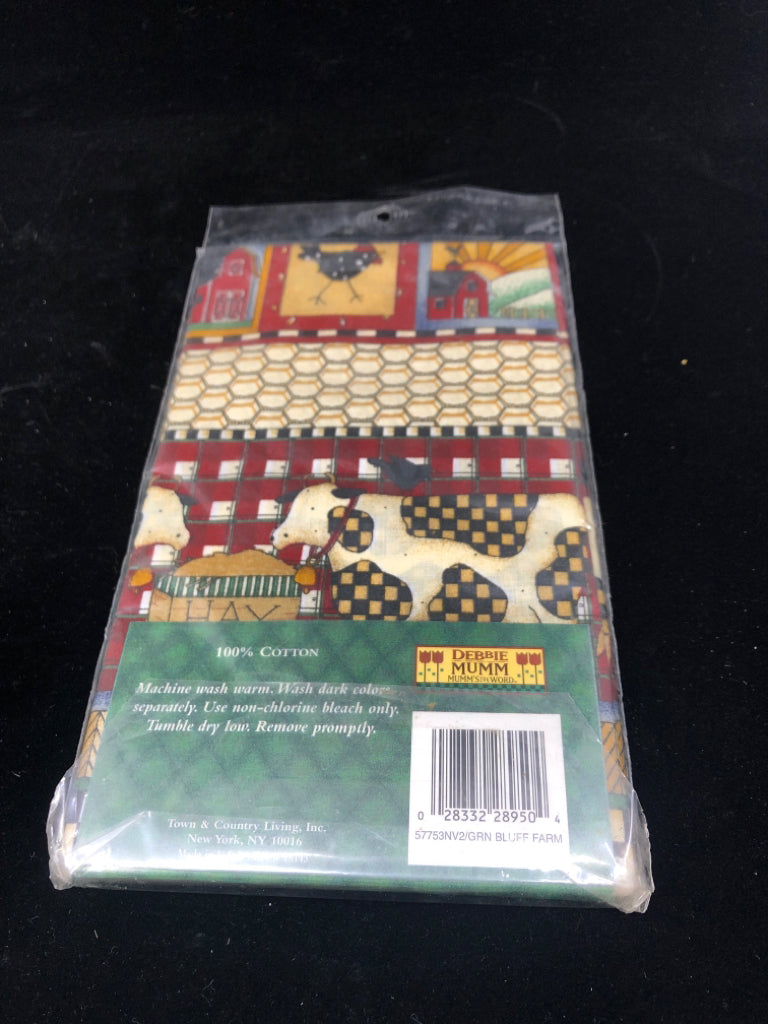 HAY
100% COTTON
Machine wash warm. Wash dark colors
separately. Use non-chlorine bleach only.
Tumble dry low. Remove promptly.
DEBBIE
MUMM
MUMM'S THE WORD
Town & Country Living, Inc.
New York, NY 10016
Made in
0 28332 28950 4
57753NV2/GRN BLUFF FARM